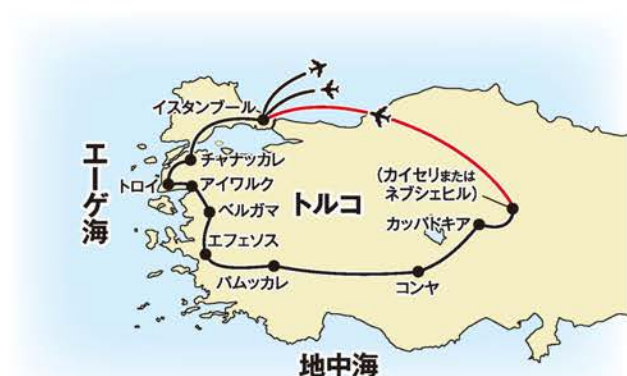 イスタンブール
チャナッカレ
エーゲ海
トロイ
アイワルク
(カイセリまたは
ネブシェヒル)
トルコ
ベルガマ
カッパドキア
エフェソス
パムッカレ
コンヤ
地中海